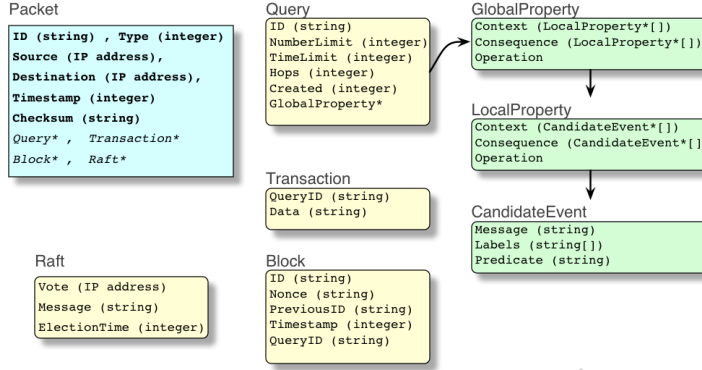 Packet
ID (string) , Type (integer)
Source (IP address),
Destination (IP address),
Timestamp (integer)
Checksum (string)
Query* , Transaction*
Block* , Raft*
Raft
Vote (IP address)
Message (string)
ElectionTime (integer)
Query
ID (string)
NumberLimit (integer)
TimeLimit (integer)
Hops (integer)
Created (integer)
GlobalProperty*
Transaction
QueryID (string)
Data (string)
Block
ID (string)
Nonce (string)
PreviousID (string)
Timestamp (integer)
QueryID (string)
GlobalProperty
Context (LocalProperty*[])
Consequence (LocalProperty*[])
Operation
LocalProperty
Context (CandidateEvent*[])
Consequence (CandidateEvent*[]
Operation
CandidateEvent
Message (string)
Labels (string[])
Predicate (string)